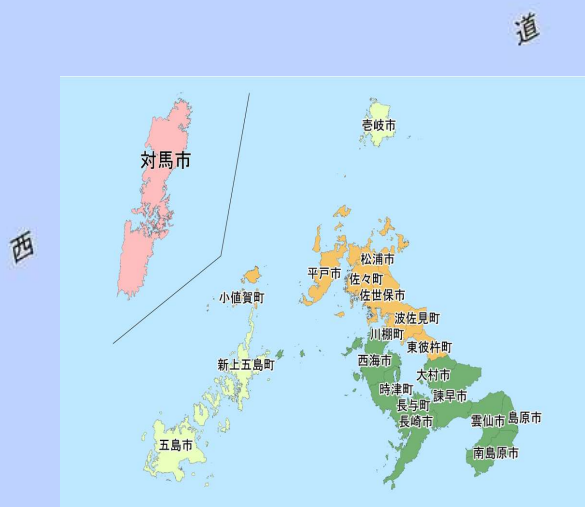 道
壱岐市
対馬市
西
松浦市
平戸市
佐々町
佐世保市
小値賀町
波佐見町
川棚町
東彼杵町
西海市
新上五島町
大村市
時津町
諫早市
長与町
島原市
雲仙市
長崎市
五島市
南島原市